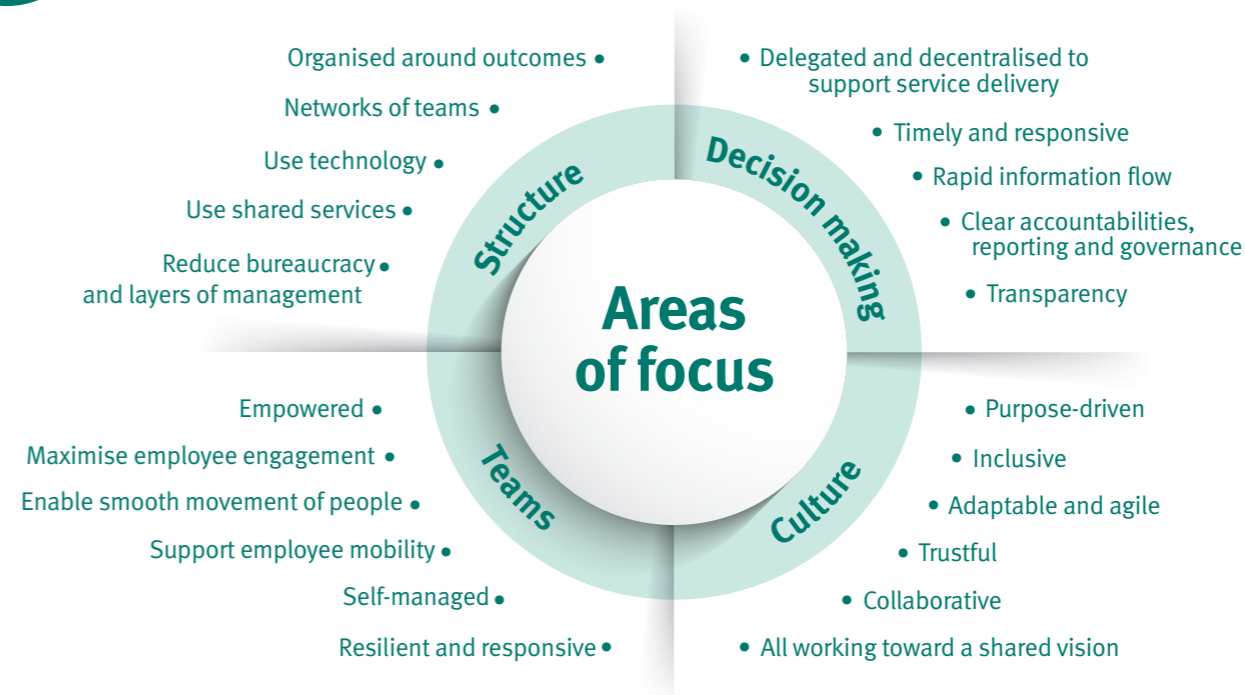 Areas
of focus
Structure
Organised around outcomes •
Networks of teams •
Use technology •
Use shared services •
Reduce bureaucracy •
and layers of management
Decision making
• Delegated and decentralised to
support service delivery
• Timely and responsive
• Rapid information flow
• Clear accountabilities,
reporting and governance
• Transparency
Teams
Empowered •
Maximise employee engagement •
Enable smooth movement of people •
Support employee mobility •
Self-managed •
Resilient and responsive •
Culture
• Purpose-driven
• Inclusive
• Adaptable and agile
• Trustful
• Collaborative
• All working toward a shared vision